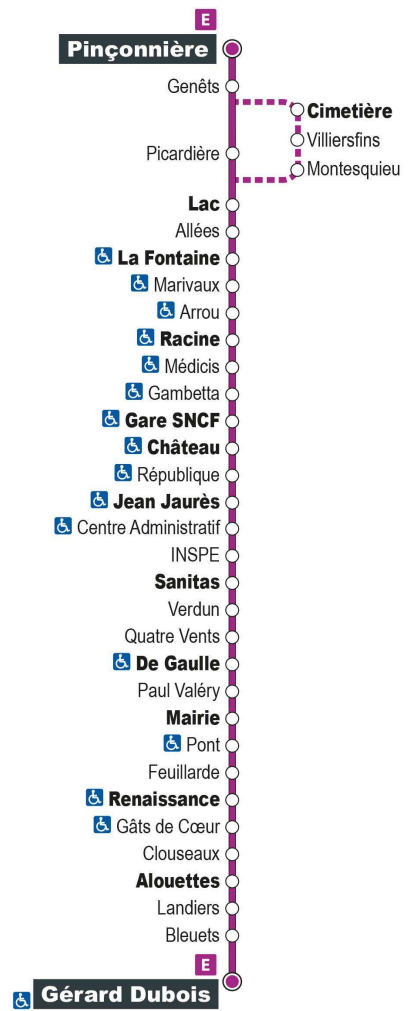 E
Pinçonnière
Genêts
Cimetière
Villiersfins
Picardière
Montesquieu
Lac
Allées
La Fontaine
Marivaux
Arrou
Racine
Médicis
Gambetta
Gare SNCF
Château
République
Jean Jaurès
Centre Administratif
INSPE
Sanitas
Verdun
Quatre Vents
De Gaulle
Paul Valéry
Mairie
Pont
Feuillarde
Renaissance
Gâts de Cœur
Clouseaux
Alouettes
Landiers
Bleuets
E
Gérard Dubois